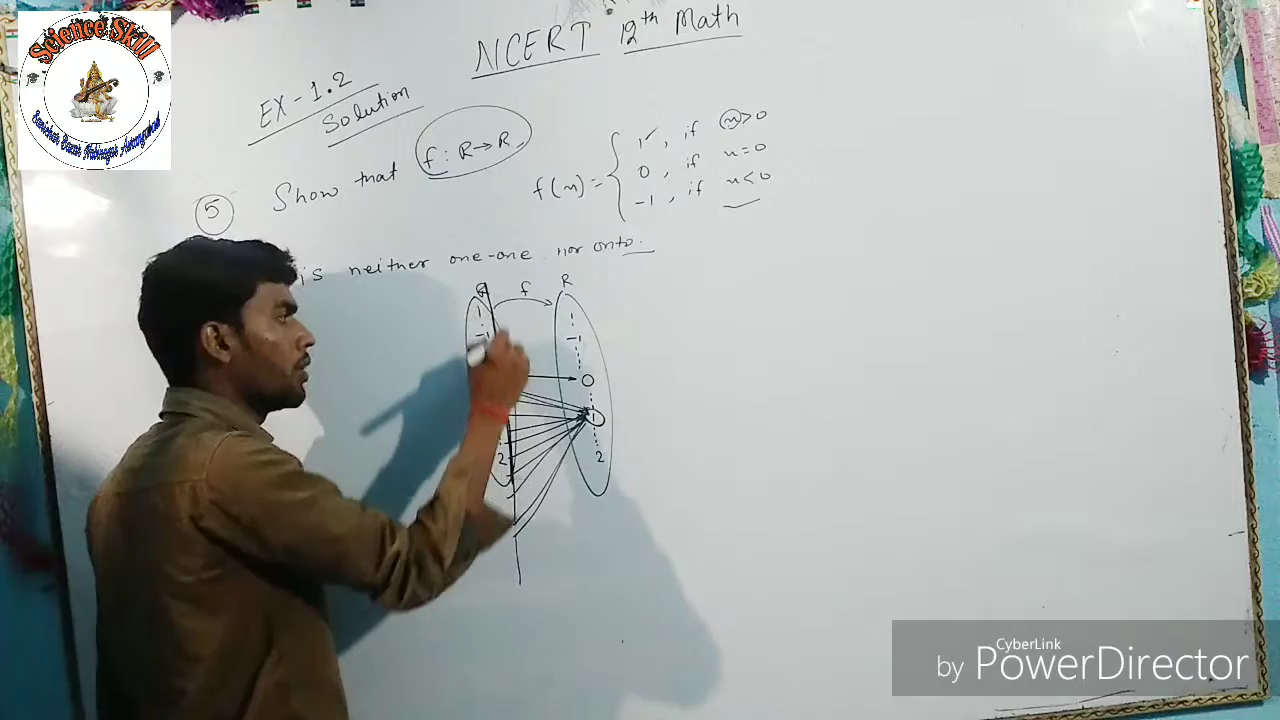 Science Skill
NCERT 12th Math
EX-1.2
Solution
5 Show that f : R→R
f(x) = { 1, if x>0
0, if x=0
-1, if x<0
is neither one-one nor onto.
R f R
-1 -1
0
1
2 2
CyberLink
by PowerDirector